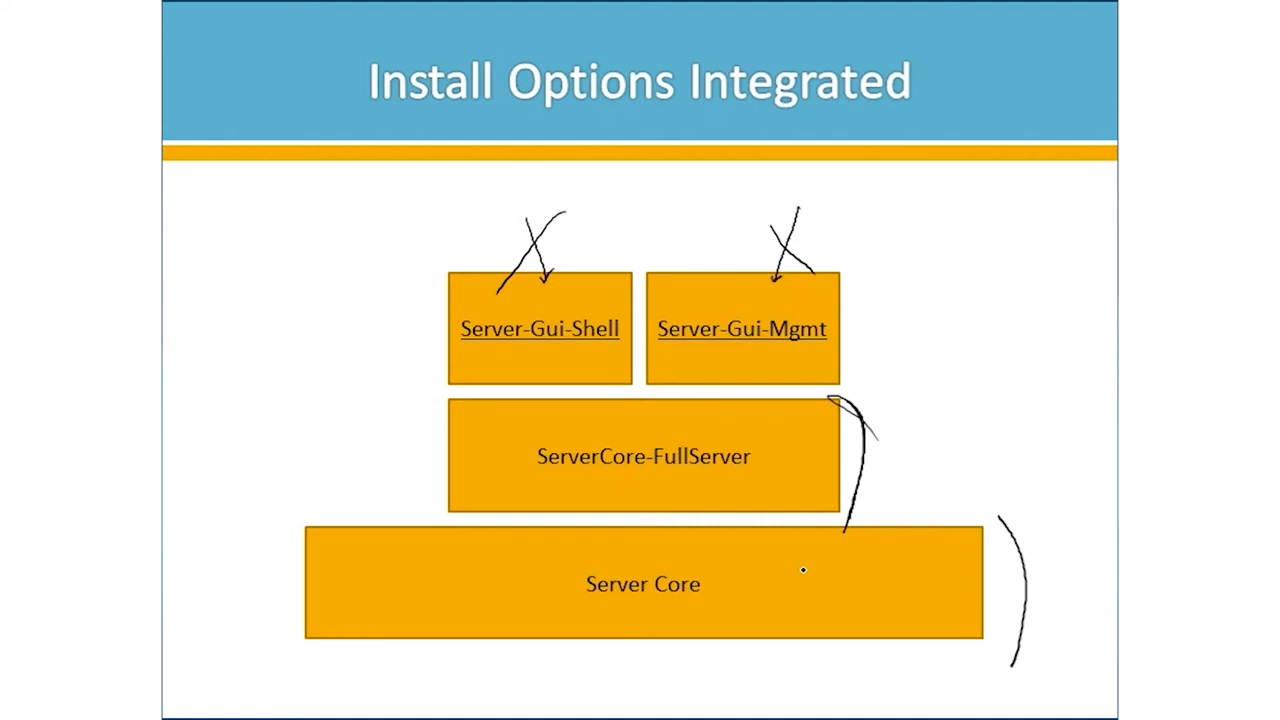 Install Options Integrated
Server-Gui-Shell
Server-Gui-Mgmt
ServerCore-FullServer
Server Core